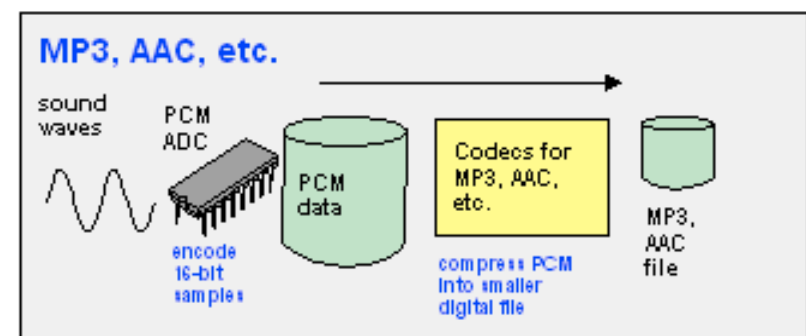 MP3, AAC, etc.
sound
waves
PCM
ADC
encode
16-bit
samples
PCM
data
Codecs for
MP3, AAC,
etc.
compress PCM
into smaller
digital file
MP3,
AAC
file